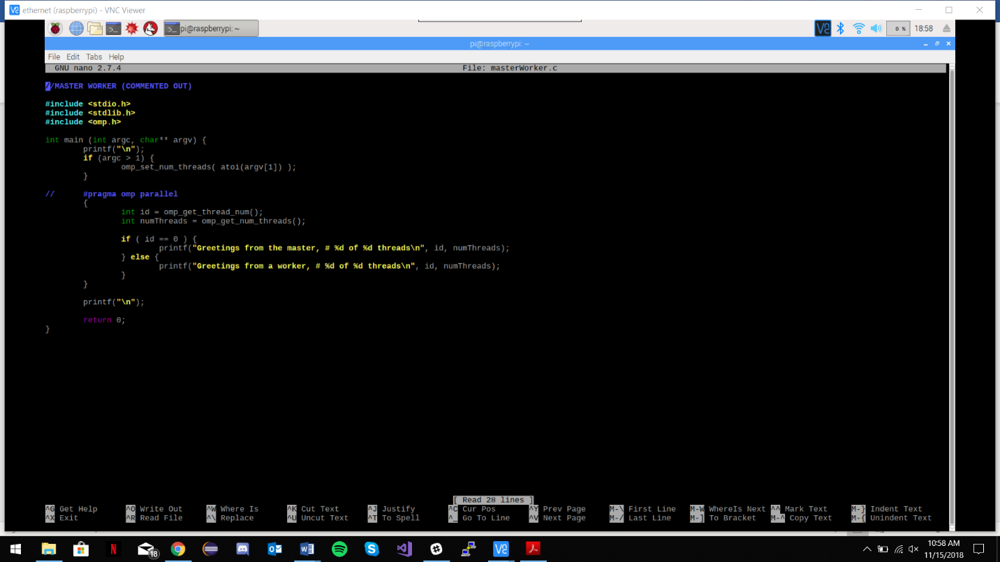 ethernet (raspberrypi) - VNC Viewer
pi@raspberrypi: ~
0 %
18:58
pi@raspberrypi: ~
File Edit Tabs Help
GNU nano 2.7.4 File: masterWorker.c
//MASTER WORKER (COMMENTED OUT)
#include <stdio.h>
#include <stdlib.h>
#include <omp.h>
int main (int argc, char** argv) {
printf("\n");
if (argc > 1) {
omp_set_num_threads( atoi(argv[1]) );
}
// #pragma omp parallel
{
int id = omp_get_thread_num();
int numThreads = omp_get_num_threads();
if ( id == 0 ) {
printf("Greetings from the master, # %d of %d threads\n", id, numThreads);
} else {
printf("Greetings from a worker, # %d of %d threads\n", id, numThreads);
}
}
printf("\n");
return 0;
}
[ Read 28 lines ]
^G Get Help ^O Write Out ^W Where Is ^K Cut Text ^J Justify ^C Cur Pos ^Y Prev Page M-\ First Line M-W WhereIs Next ^^ Mark Text M-} Indent Text
^X Exit ^R Read File ^\ Replace ^U Uncut Text ^T To Spell ^_ Go To Line ^V Next Page M-/ Last Line M-] To Bracket M-^ Copy Text M-{ Unindent Text
18
10:58 AM
11/15/2018